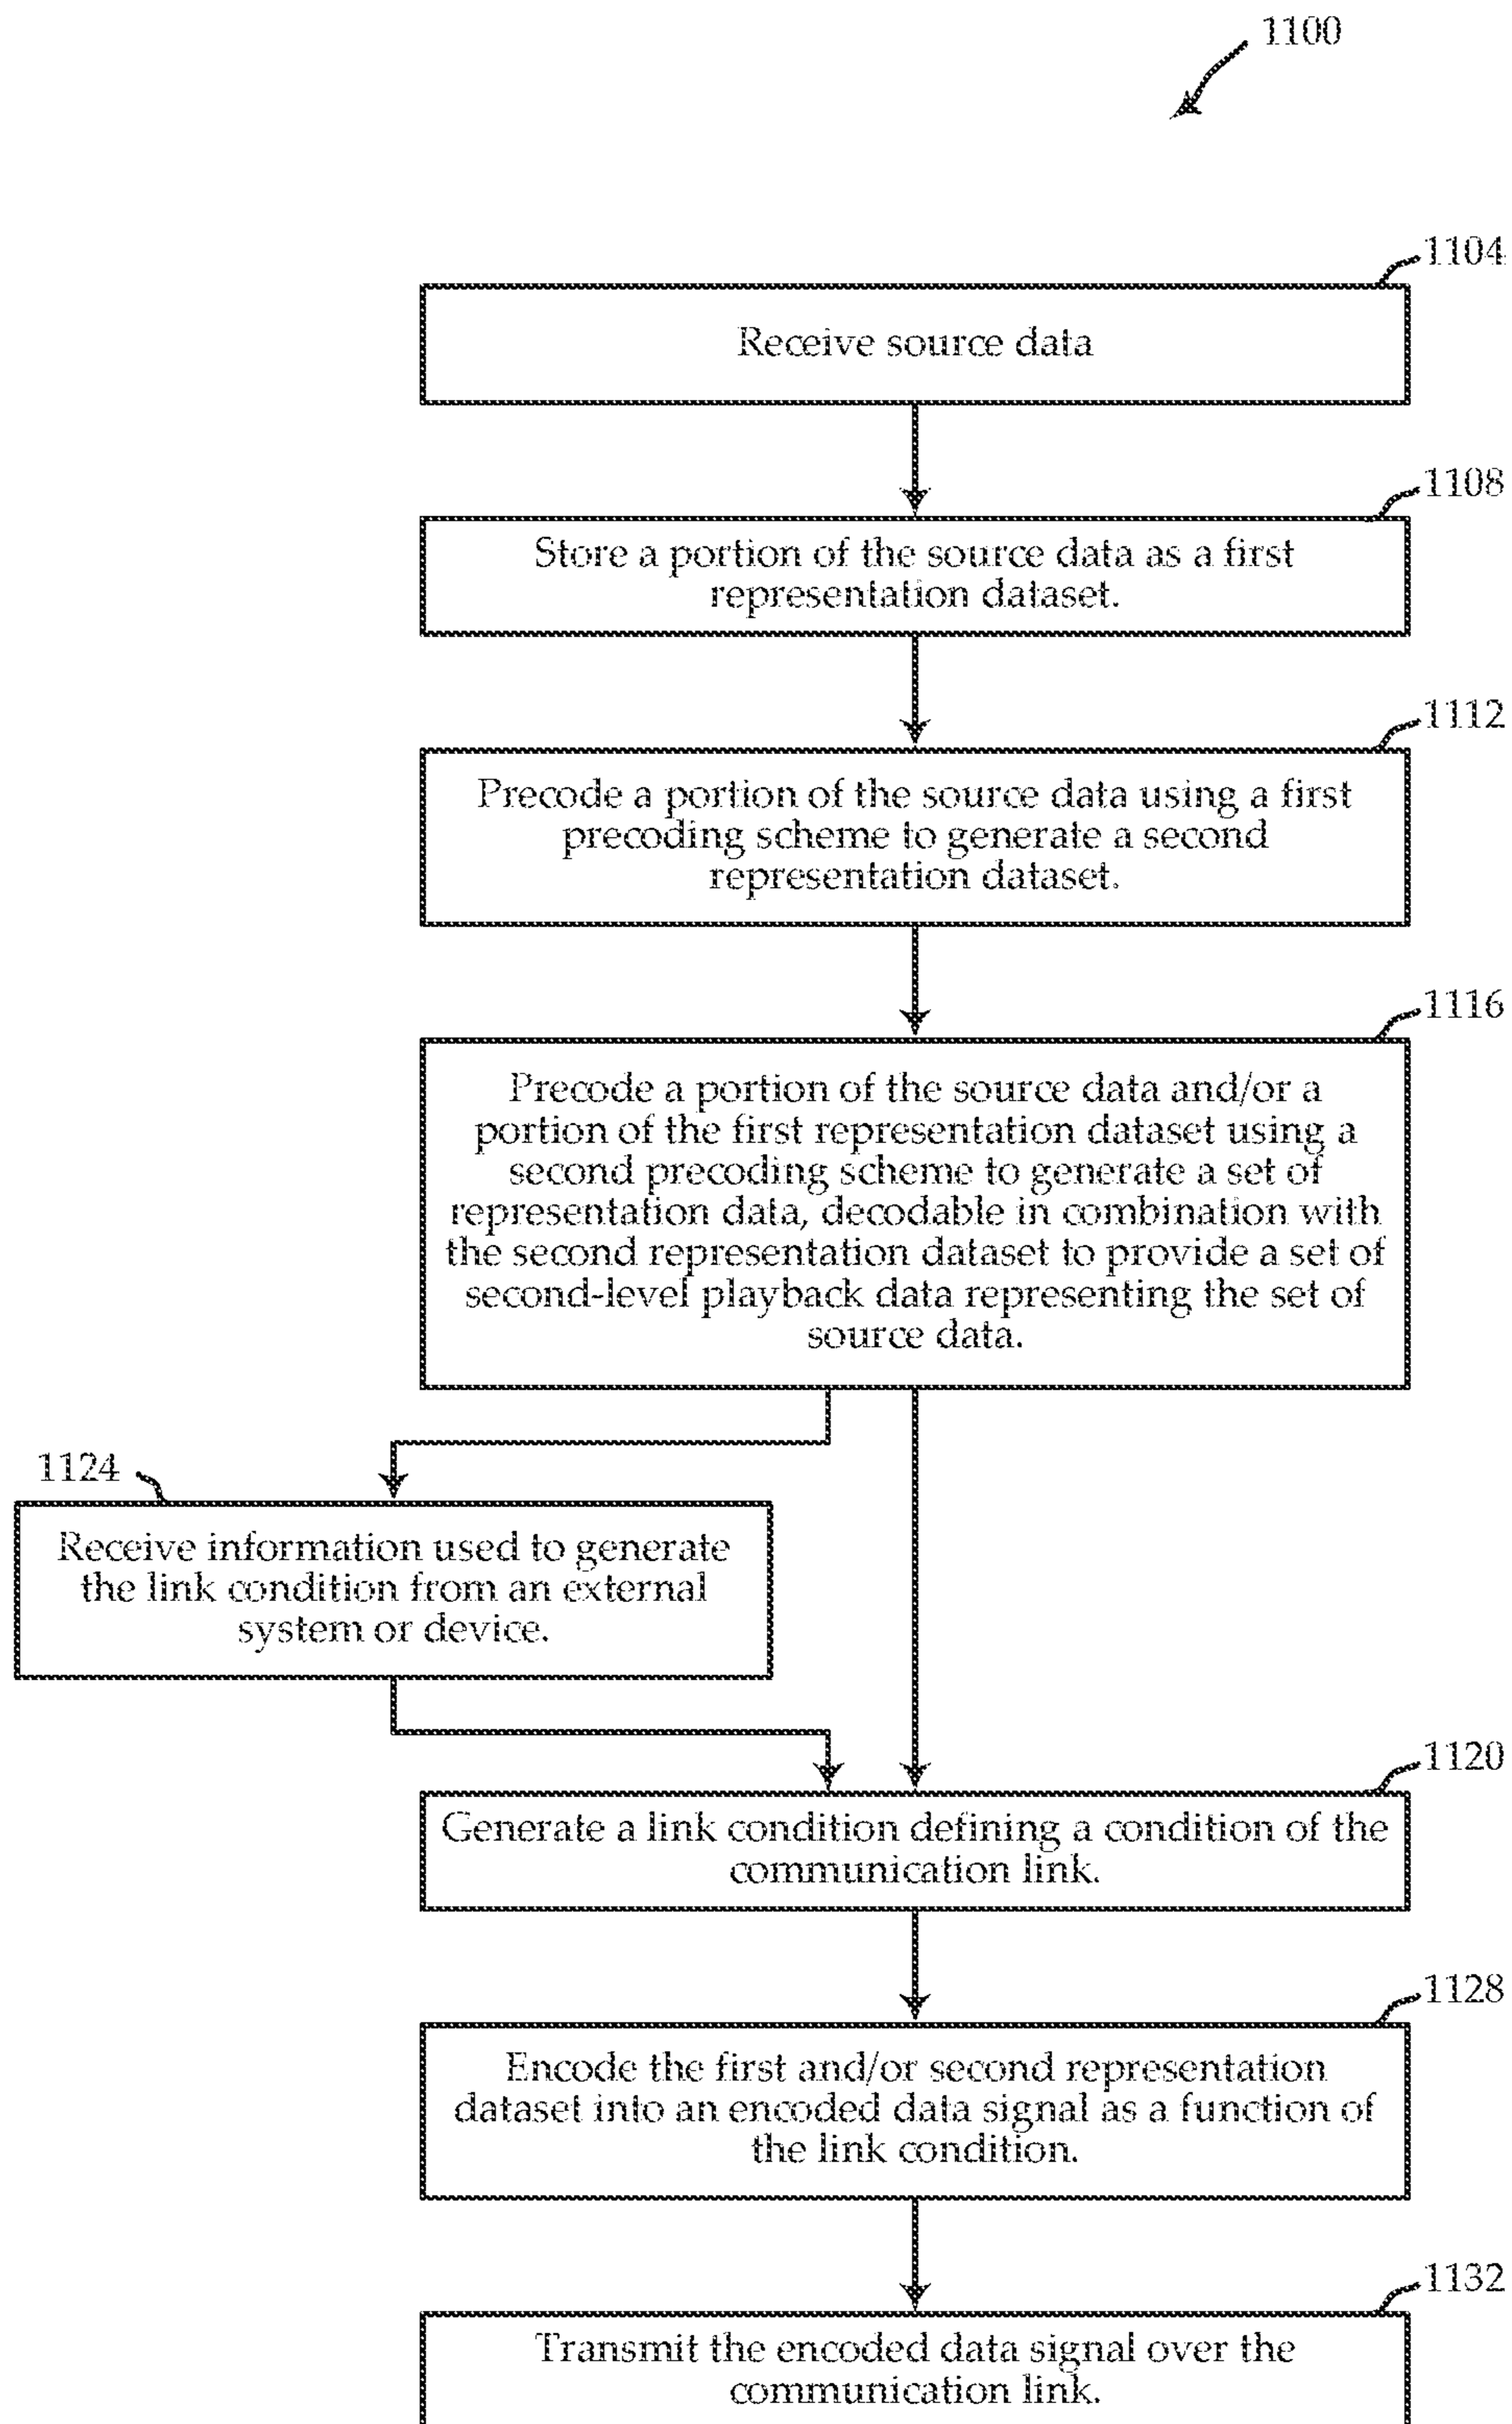 1100
1104
Receive source data
1108
Store a portion of the source data as a first
representation dataset.
1112
Precode a portion of the source data using a first
precoding scheme to generate a second
representation dataset.
1116
Precode a portion of the source data and/or a
portion of the first representation dataset using a
second precoding scheme to generate a set of
representation data, decodable in combination with
the second representation dataset to provide a set of
second-level playback data representing the set of
source data.
1124
Receive information used to generate
the link condition from an external
system or device.
1120
Generate a link condition defining a condition of the
communication link.
1128
Encode the first and/or second representation
dataset into an encoded data signal as a function of
the link condition.
1132
Transmit the encoded data signal over the
communication link.